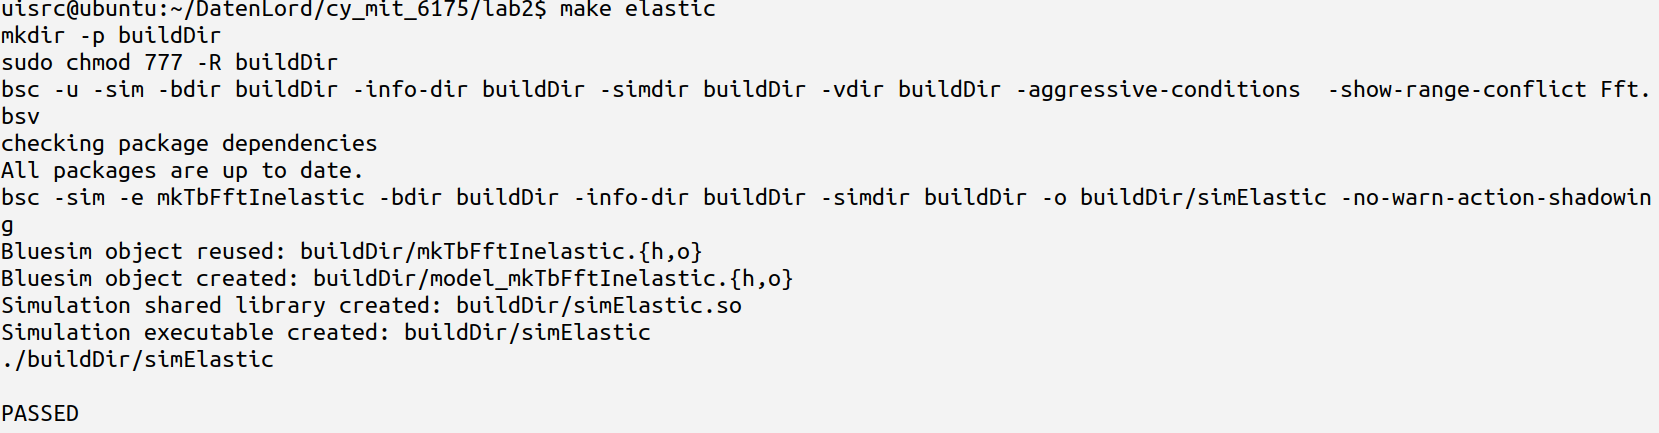 uisrc@ubuntu:~/DatenLord/cy_mit_6175/lab2$ make elastic
mkdir -p buildDir
sudo chmod 777 -R buildDir
bsc -u -sim -bdir buildDir -info-dir buildDir -simdir buildDir -vdir buildDir -aggressive-conditions  -show-range-conflict Fft.
bsv
checking package dependencies
All packages are up to date.
bsc -sim -e mkTbFftInelastic -bdir buildDir -info-dir buildDir -simdir buildDir -o buildDir/simElastic -no-warn-action-shadowin
g
Bluesim object reused: buildDir/mkTbFftInelastic.{h,o}
Bluesim object created: buildDir/model_mkTbFftInelastic.{h,o}
Simulation shared library created: buildDir/simElastic.so
Simulation executable created: buildDir/simElastic
./buildDir/simElastic
PASSED